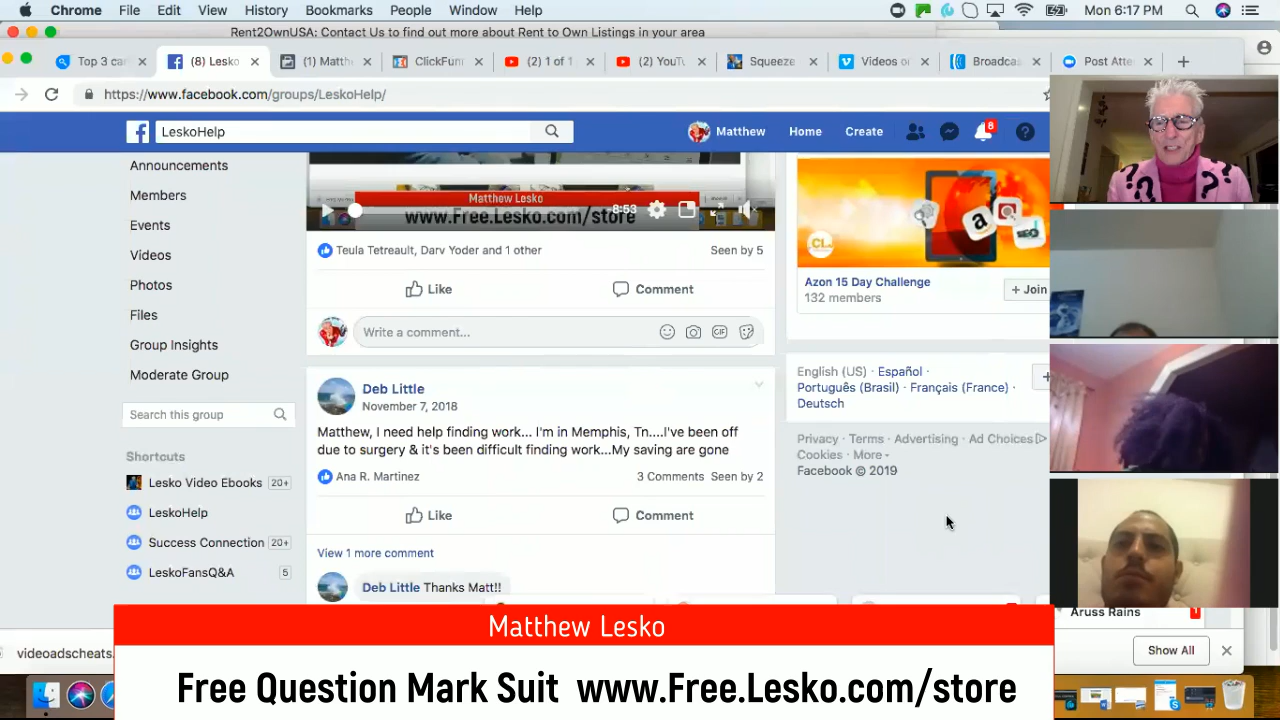 Chrome File Edit View History Bookmarks People Window Help Mon 6:17 PM
Rent2OwnUSA: Contact Us to find out more about Rent to Own Listings in your area
Top 3 ca (8) Lesko (1) Matth ClickFun (2) 1 of 1 (2) YouTu Squeeze Videos o Broadcas Post Atte
https://www.facebook.com/groups/LeskoHelp/
LeskoHelp Matthew Home Create 8
Announcements
Members
Events
Videos
Photos
Files
Group Insights
Moderate Group
Search this group
Shortcuts
Lesko Video Ebooks 20+
LeskoHelp
Success Connection 20+
LeskoFansQ&A 5
Matthew Lesko
www.Free.Lesko.com/store
8:53
Teula Tetreault, Darv Yoder and 1 other Seen by 5
Like Comment
Write a comment...
GIF
Deb Little
November 7, 2018
Matthew, I need help finding work... I'm in Memphis, Tn....I've been off
due to surgery & it's been difficult finding work...My saving are gone
Ana R. Martinez 3 Comments Seen by 2
Like Comment
View 1 more comment
Deb Little Thanks Matt!!
a
SEO
CL
Azon 15 Day Challenge
132 members
+ Join
English (US) · Español ·
Português (Brasil) · Français (France) ·
Deutsch
Privacy · Terms · Advertising · Ad Choices
Cookies · More
Facebook © 2019
Aruss Rains 1
Show All
videoadscheats.
Matthew Lesko
Free Question Mark Suit www.Free.Lesko.com/store